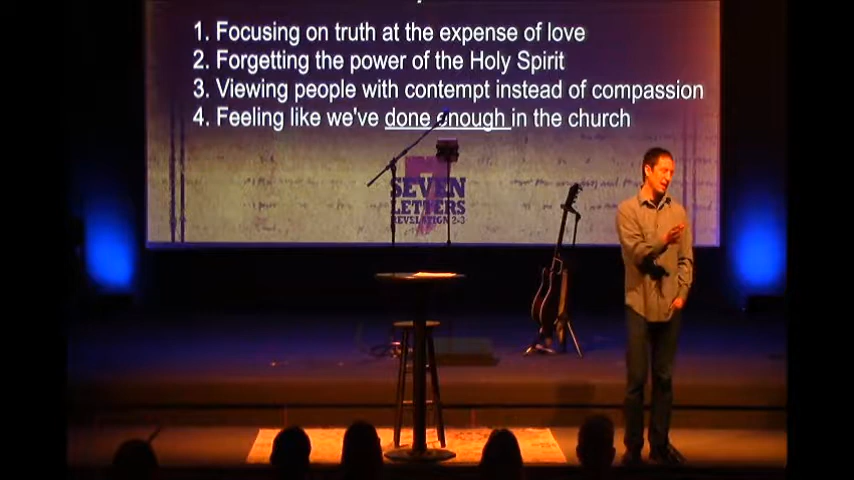 1. Focusing on truth at the expense of love
2. Forgetting the power of the Holy Spirit
3. Viewing people with contempt instead of compassion
4. Feeling like we've done enough in the church
SEVEN
LETTERS
REVELATION 2-3